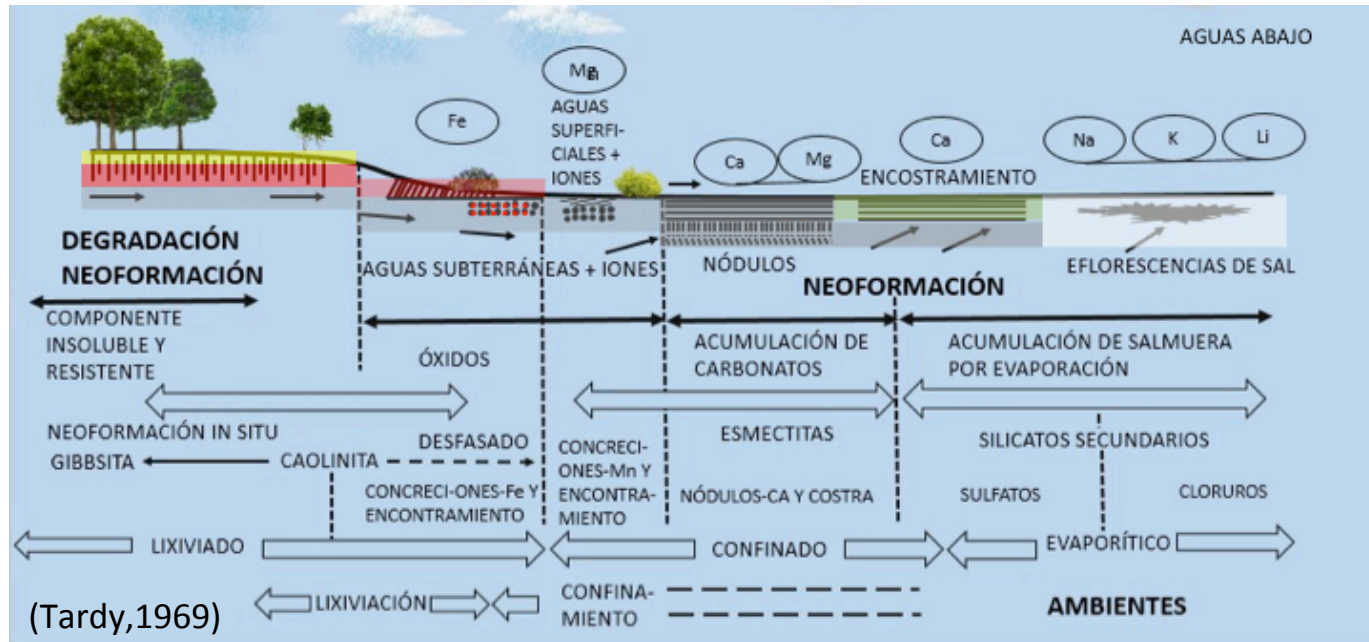 AGUAS ABAJO
Fe
AGUAS
SUPERFI-
CIALES +
IONES
Ca
Mg
Ca
Na
K
Li
ENCOSTRAMIENTO
DEGRADACIÓN
NEOFORMACIÓN
AGUAS SUBTERRÁNEAS + IONES
NÓDULOS
EFLORESCENCIAS DE SAL
NEOFORMACIÓN
COMPONENTE
INSOLUBLE Y
RESISTENTE
ÓXIDOS
ACUMULACIÓN DE
CARBONATOS
ACUMULACIÓN DE SALMUERA
POR EVAPORACIÓN
NEOFORMACIÓN IN SITU
DESFASADO
ESMECTITAS
SILICATOS SECUNDARIOS
GIBBSITA
CAOLINITA
CONCRECI-ONES-Fe Y
ENCONTRAMIENTO
CONCRECI-
ONES-Mn Y
ENCONTRA-
MIENTO
NÓDULOS-CA Y COSTRA
SULFATOS
CLORUROS
LIXIVIADO
CONFINADO
EVAPORÍTICO
LIXIVIACIÓN
CONFINA-
MIENTO
AMBIENTES
(Tardy,1969)